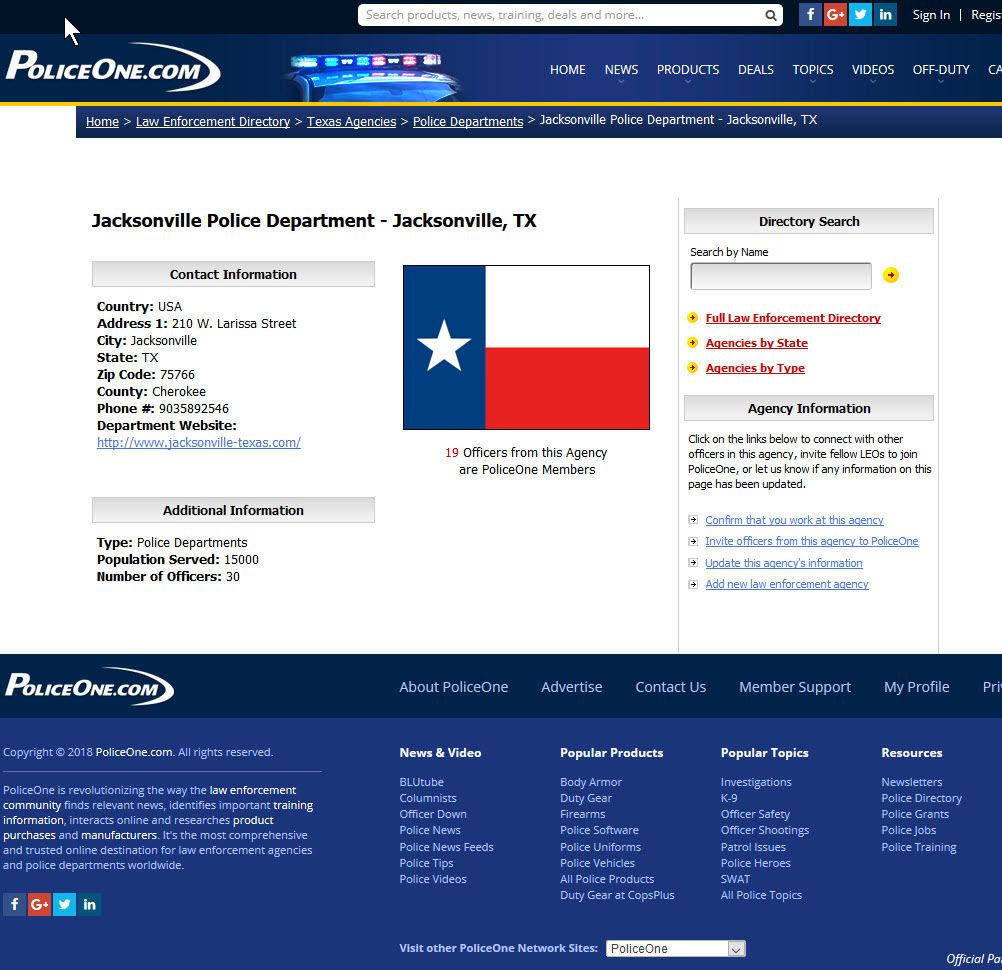 Search products, news, training, deals and more...
Sign In | Regis
POLICEONE.COM
HOME NEWS PRODUCTS DEALS TOPICS VIDEOS OFF-DUTY CA
Home > Law Enforcement Directory > Texas Agencies > Police Departments > Jacksonville Police Department - Jacksonville, TX
Jacksonville Police Department - Jacksonville, TX
Contact Information
Country: USA
Address 1: 210 W. Larissa Street
City: Jacksonville
State: TX
Zip Code: 75766
County: Cherokee
Phone #: 9035892546
Department Website:
http://www.jacksonville-texas.com/
19 Officers from this Agency
are PoliceOne Members
Additional Information
Type: Police Departments
Population Served: 15000
Number of Officers: 30
Directory Search
Search by Name
Full Law Enforcement Directory
Agencies by State
Agencies by Type
Agency Information
Click on the links below to connect with other
officers in this agency, invite fellow LEOs to join
PoliceOne, or let us know if any information on this
page has been updated.
Confirm that you work at this agency
Invite officers from this agency to PoliceOne
Update this agency's information
Add new law enforcement agency
POLICEONE.COM
About PoliceOne Advertise Contact Us Member Support My Profile Pri
Copyright © 2018 PoliceOne.com. All rights reserved.
PoliceOne is revolutionizing the way the law enforcement
community finds relevant news, identifies important training
information, interacts online and researches product
purchases and manufacturers. It's the most comprehensive
and trusted online destination for law enforcement agencies
and police departments worldwide.
News & Video
BLUtube
Columnists
Officer Down
Police News
Police News Feeds
Police Tips
Police Videos
Popular Products
Body Armor
Duty Gear
Firearms
Police Software
Police Uniforms
Police Vehicles
All Police Products
Duty Gear at CopsPlus
Popular Topics
Investigations
K-9
Officer Safety
Officer Shootings
Patrol Issues
Police Heroes
SWAT
All Police Topics
Resources
Newsletters
Police Directory
Police Grants
Police Jobs
Police Training
Visit other PoliceOne Network Sites: PoliceOne
Official Pa